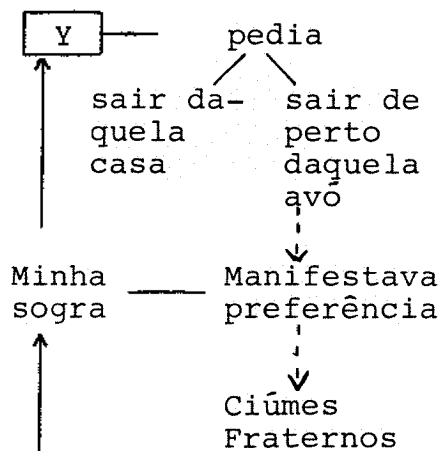 Y pedia
sair da- sair de
quela perto
casa daquela
avó
Minha Manifestava
sogra preferência
Ciúmes
Fraternos